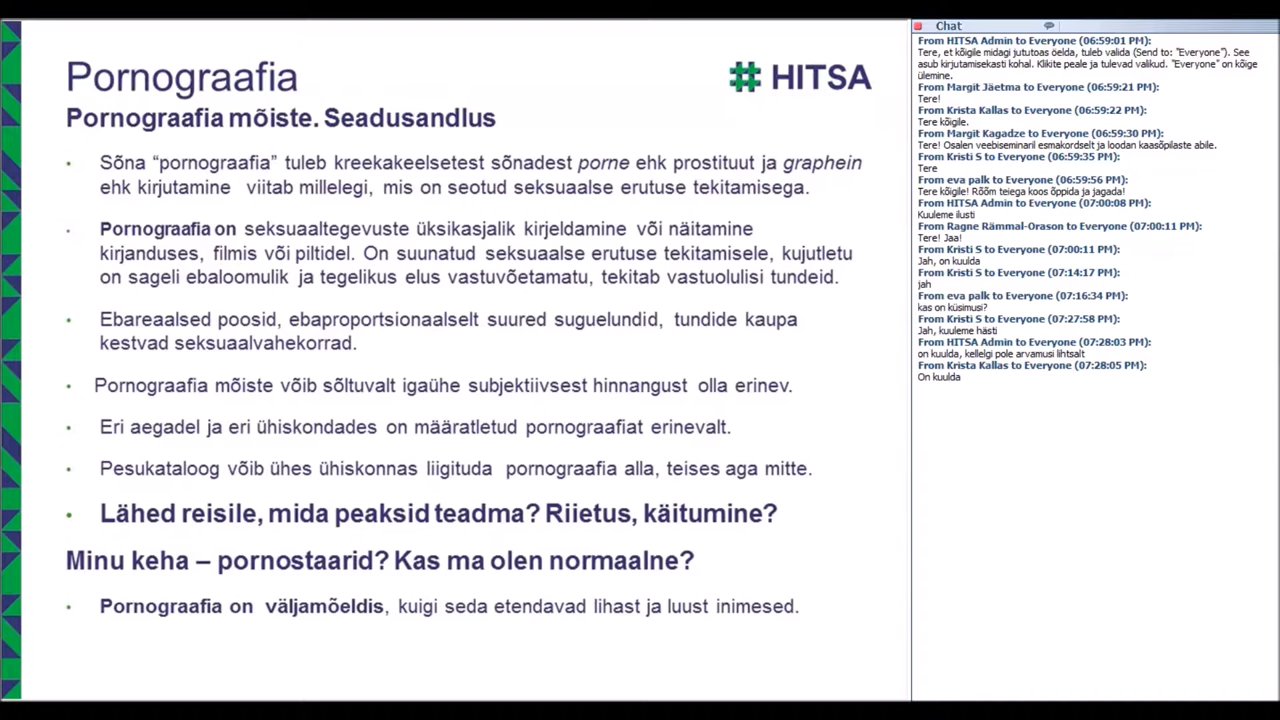 Pornograafia
HITSA
Pornograafia mõiste. Seadusandlus
• Sõna “pornograafia” tuleb kreekakeelsetest sõnadest porne ehk prostituut ja graphein
ehk kirjutamine viitab millelegi, mis on seotud seksuaalse erutuse tekitamisega.
• Pornograafia on seksuaaltegevuste üksikasjalik kirjeldamine või näitamine
kirjanduses, filmis või piltidel. On suunatud seksuaalse erutuse tekitamisele, kujutletu
on sageli ebaloomulik ja tegelikus elus vastuvõetamatu, tekitab vastuolulisi tundeid.
• Ebareaalsed poosid, ebaproportsionaalselt suured suguelundid, tundide kaupa
kestvad seksuaalvahekorrad.
• Pornograafia mõiste võib sõltuvalt igaühe subjektiivsest hinnangust olla erinev.
• Eri aegadel ja eri ühiskondades on määratletud pornograafiat erinevalt.
• Pesukataloog võib ühes ühiskonnas liigituda pornograafia alla, teises aga mitte.
• Lähed reisile, mida peaksid teadma? Riietus, käitumine?
Minu keha – pornostaarid? Kas ma olen normaalne?
• Pornograafia on väljamõeldis, kuigi seda etendavad lihast ja luust inimesed.
Chat
From HITSA Admin to Everyone (06:59:01 PM):
Tere, et kõigile midagi jututoas öelda, tuleb valida (Send to: "Everyone"). See
asub kirjutamisekasti kohal. Klikite peale ja tulevad valikud. "Everyone" on kõige
ülemine.
From Margit Jäetma to Everyone (06:59:21 PM):
Tere!
From Krista Kallas to Everyone (06:59:22 PM):
Tere kõigile.
From Margit Kagadze to Everyone (06:59:30 PM):
Tere! Osalen veebiseminaril esmakordselt ja loodan kaasõpilaste abile.
From Kristi S to Everyone (06:59:35 PM):
Tere
From eva palk to Everyone (06:59:56 PM):
Tere kõigile! Rõõm teiega koos õppida ja jagada!
From HITSA Admin to Everyone (07:00:08 PM):
Kuuleme ilusti
From Ragne Rämmal-Orason to Everyone (07:00:11 PM):
Tere! Jaa!
From Kristi S to Everyone (07:00:11 PM):
Jah, on kuulda
From Kristi S to Everyone (07:14:17 PM):
jah
From eva palk to Everyone (07:16:34 PM):
kas on küsimusi?
From Kristi S to Everyone (07:27:58 PM):
Jah, kuuleme hästi
From HITSA Admin to Everyone (07:28:03 PM):
on kuulda, kellelgi pole arvamusi lihtsalt
From Krista Kallas to Everyone (07:28:05 PM):
On kuulda